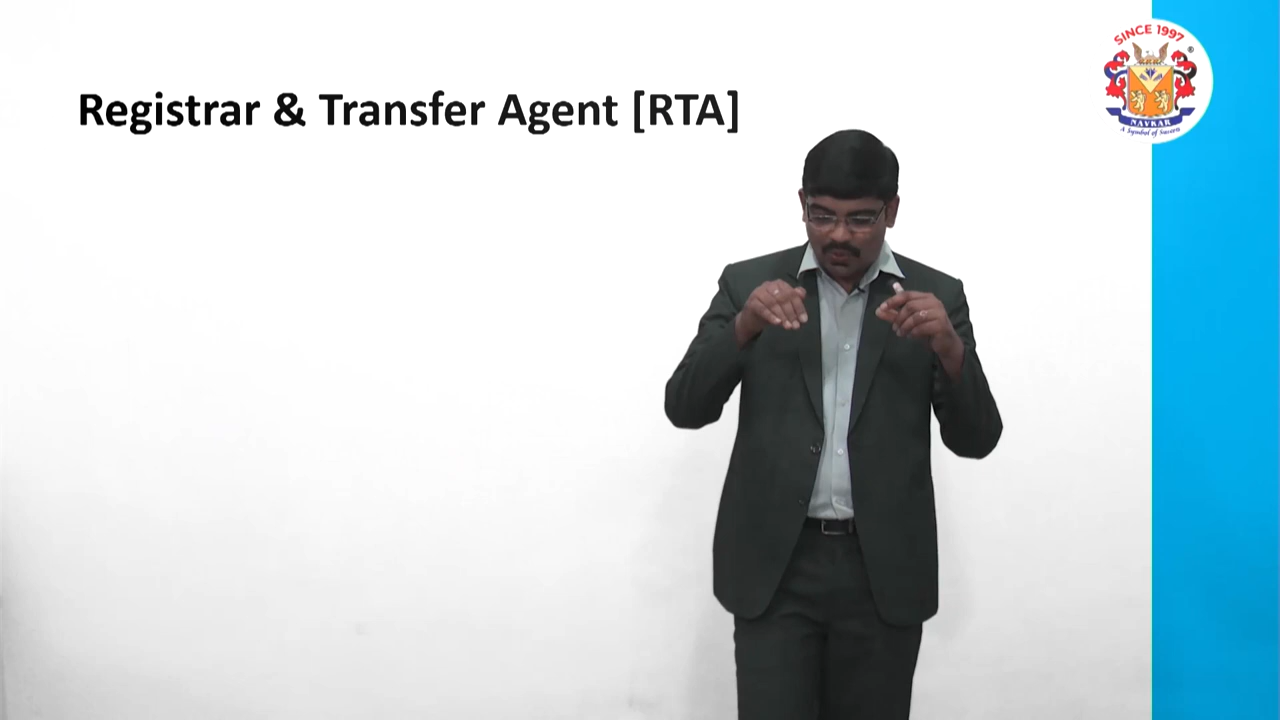 Registrar & Transfer Agent [RTA]
SINCE 1997
®
NAVKAR
A Symbol of Success